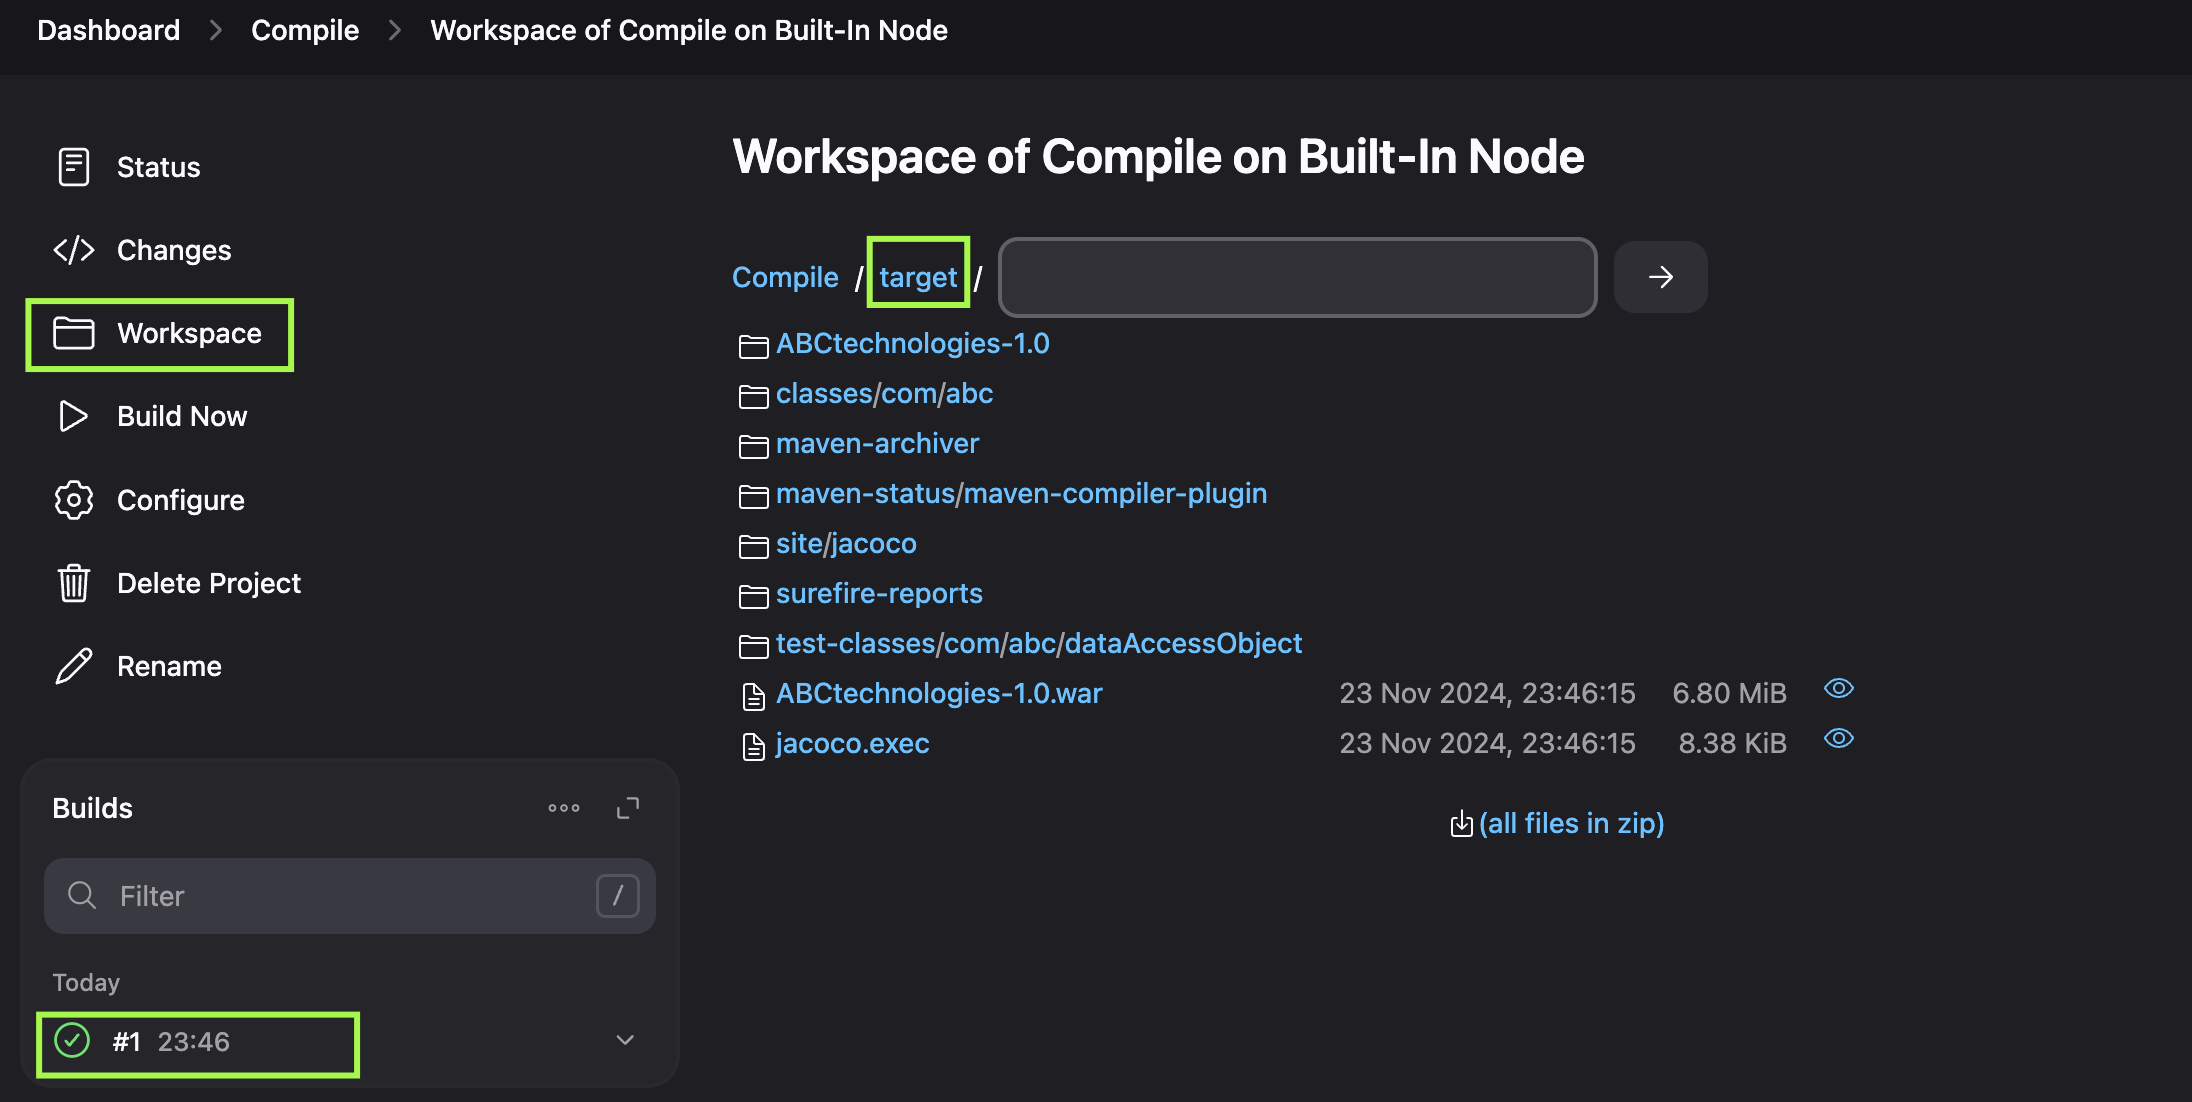 Dashboard > Compile > Workspace of Compile on Built-In Node
Status
Changes
Workspace
Build Now
Configure
Delete Project
Rename
Builds
Filter /
Today
#1 23:46
Workspace of Compile on Built-In Node
Compile / target /
ABCtechnologies-1.0
classes/com/abc
maven-archiver
maven-status/maven-compiler-plugin
site/jacoco
surefire-reports
test-classes/com/abc/dataAccessObject
ABCtechnologies-1.0.war 23 Nov 2024, 23:46:15 6.80 MiB
jacoco.exec 23 Nov 2024, 23:46:15 8.38 KiB
(all files in zip)